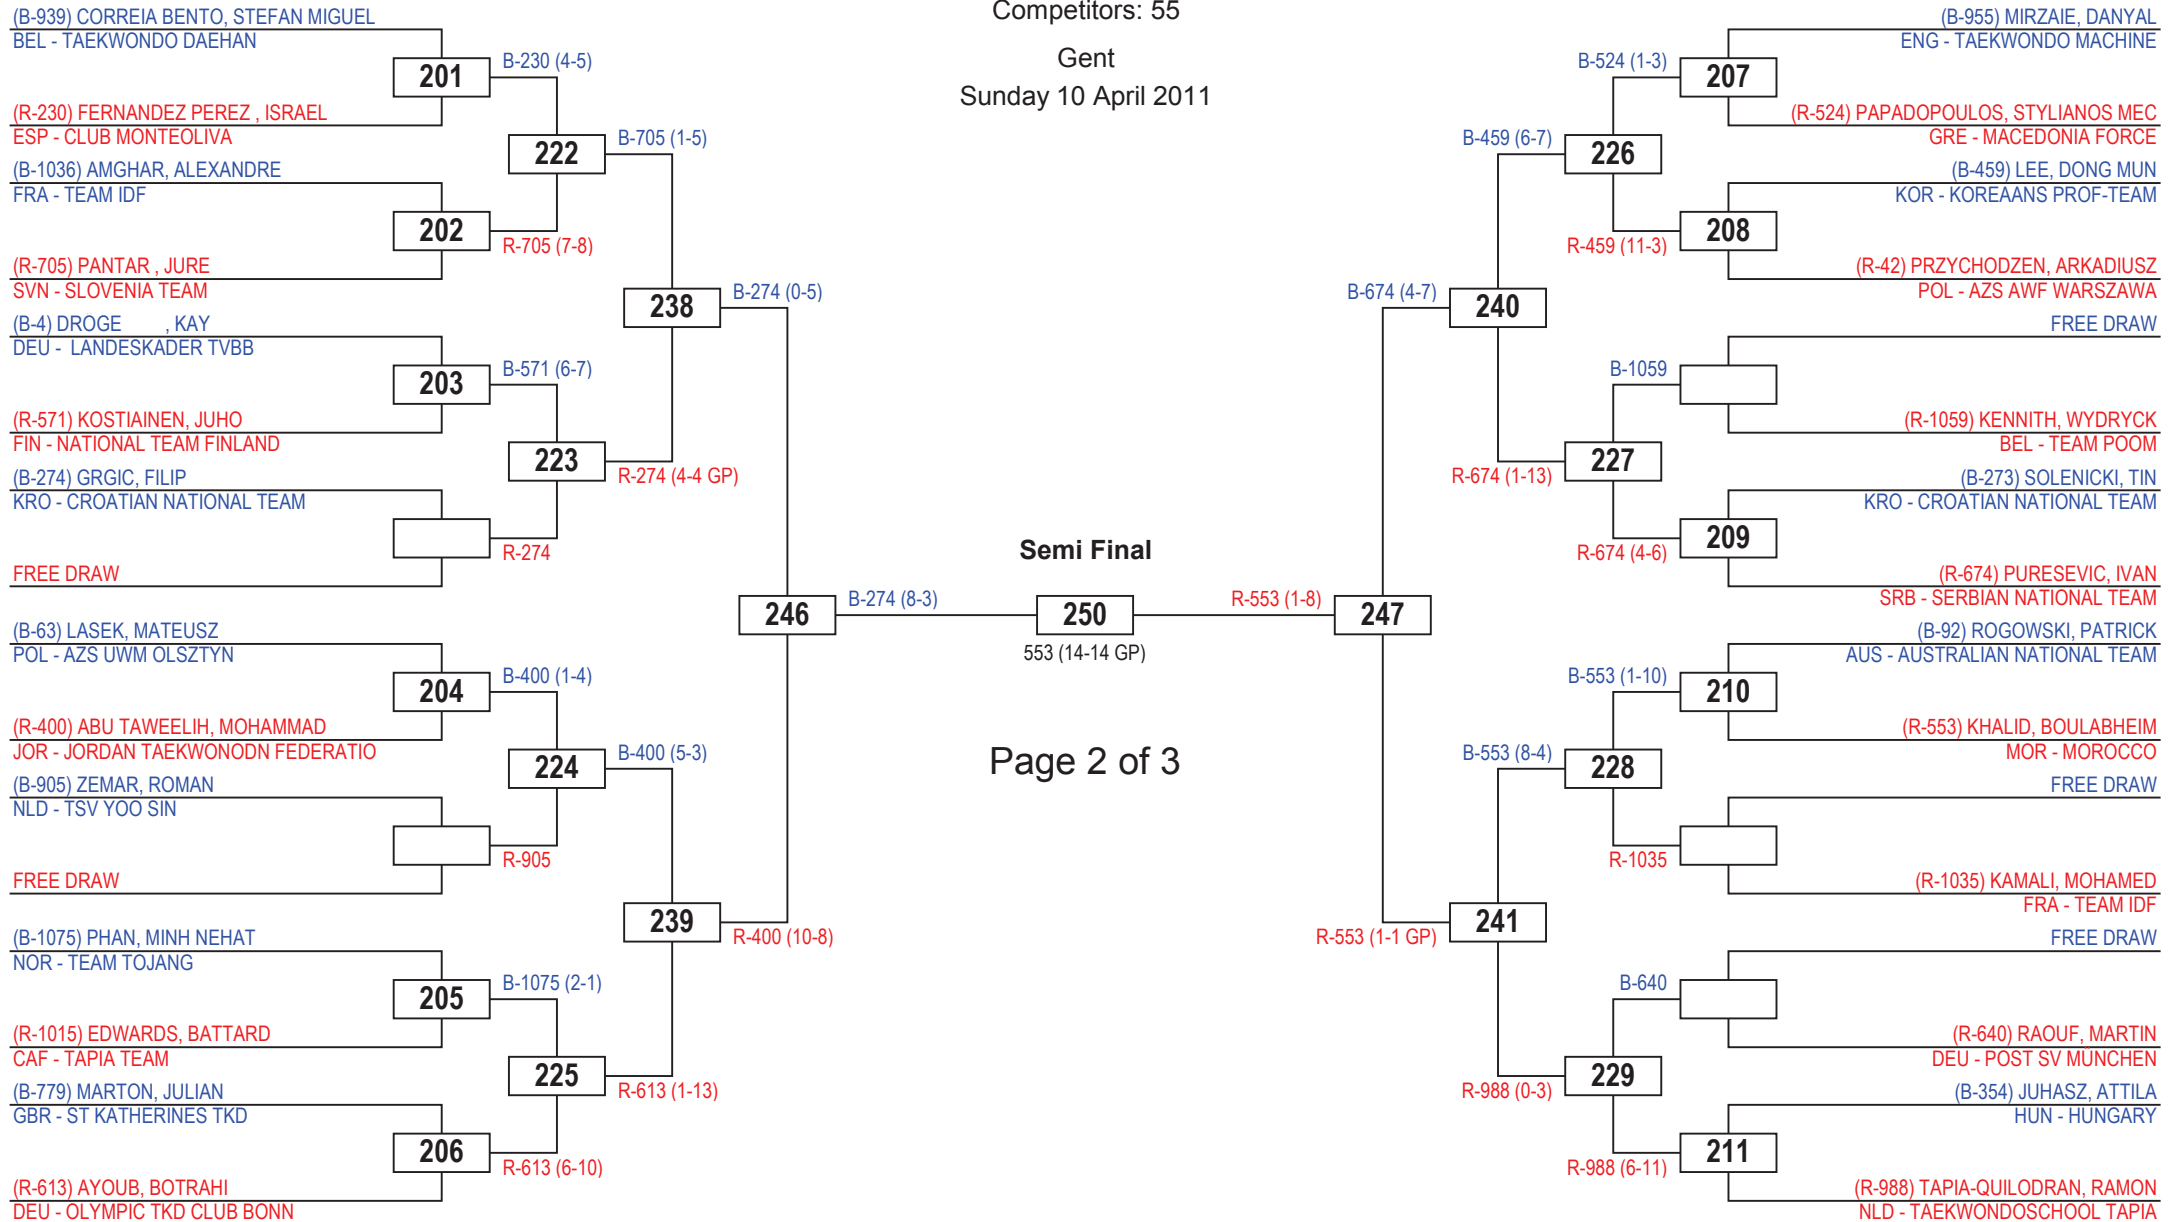 Competitors: 55
Gent
Sunday 10 April 2011
(B-939) CORREIA BENTO, STEFAN MIGUEL
BEL - TAEKWONDO DAEHAN
201
B-230 (4-5)
(R-230) FERNANDEZ PEREZ , ISRAEL
ESP - CLUB MONTEOLIVA
222
B-705 (1-5)
(B-1036) AMGHAR, ALEXANDRE
FRA - TEAM IDF
202
R-705 (7-8)
(R-705) PANTAR , JURE
SVN - SLOVENIA TEAM
238
B-274 (0-5)
(B-4) DROGE , KAY
DEU - LANDESKADER TVBB
203
B-571 (6-7)
(R-571) KOSTIAINEN, JUHO
FIN - NATIONAL TEAM FINLAND
223
R-274 (4-4 GP)
(B-274) GRGIC, FILIP
KRO - CROATIAN NATIONAL TEAM
R-274
FREE DRAW
246
B-274 (8-3)
(B-63) LASEK, MATEUSZ
POL - AZS UWM OLSZTYN
204
B-400 (1-4)
(R-400) ABU TAWEELIH, MOHAMMAD
JOR - JORDAN TAEKWONODN FEDERATIO
224
B-400 (5-3)
(B-905) ZEMAR, ROMAN
NLD - TSV YOO SIN
R-905
FREE DRAW
239
R-400 (10-8)
(B-1075) PHAN, MINH NEHAT
NOR - TEAM TOJANG
205
B-1075 (2-1)
(R-1015) EDWARDS, BATTARD
CAF - TAPIA TEAM
225
R-613 (1-13)
(B-779) MARTON, JULIAN
GBR - ST KATHERINES TKD
206
R-613 (6-10)
(R-613) AYOUB, BOTRAHI
DEU - OLYMPIC TKD CLUB BONN
Semi Final
250
553 (14-14 GP)
Page 2 of 3
(B-955) MIRZAIE, DANYAL
ENG - TAEKWONDO MACHINE
B-524 (1-3)
207
(R-524) PAPADOPOULOS, STYLIANOS MEC
GRE - MACEDONIA FORCE
B-459 (6-7)
226
(B-459) LEE, DONG MUN
KOR - KOREAANS PROF-TEAM
R-459 (11-3)
208
(R-42) PRZYCHODZEN, ARKADIUSZ
POL - AZS AWF WARSZAWA
B-674 (4-7)
240
FREE DRAW
B-1059
(R-1059) KENNITH, WYDRYCK
BEL - TEAM POOM
R-674 (1-13)
227
(B-273) SOLENICKI, TIN
KRO - CROATIAN NATIONAL TEAM
R-674 (4-6)
209
(R-674) PURESEVIC, IVAN
SRB - SERBIAN NATIONAL TEAM
R-553 (1-8)
247
(B-92) ROGOWSKI, PATRICK
AUS - AUSTRALIAN NATIONAL TEAM
B-553 (1-10)
210
(R-553) KHALID, BOULABHEIM
MOR - MOROCCO
B-553 (8-4)
228
FREE DRAW
R-1035
(R-1035) KAMALI, MOHAMED
FRA - TEAM IDF
R-553 (1-1 GP)
241
FREE DRAW
B-640
(R-640) RAOUF, MARTIN
DEU - POST SV MÜNCHEN
R-988 (0-3)
229
(B-354) JUHASZ, ATTILA
HUN - HUNGARY
R-988 (6-11)
211
(R-988) TAPIA-QUILODRAN, RAMON
NLD - TAEKWONDOSCHOOL TAPIA